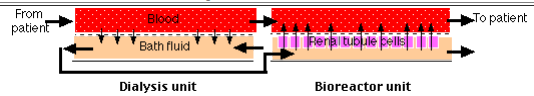 From
patient
Blood
To patient
Bath fluid
Renal tubule cells
Dialysis unit
Bioreactor unit